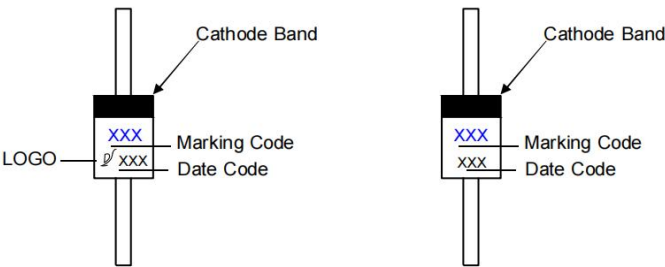 Cathode Band
XXX
Marking Code
LOGO
XXX
Date Code
Cathode Band
XXX
Marking Code
XXX
Date Code